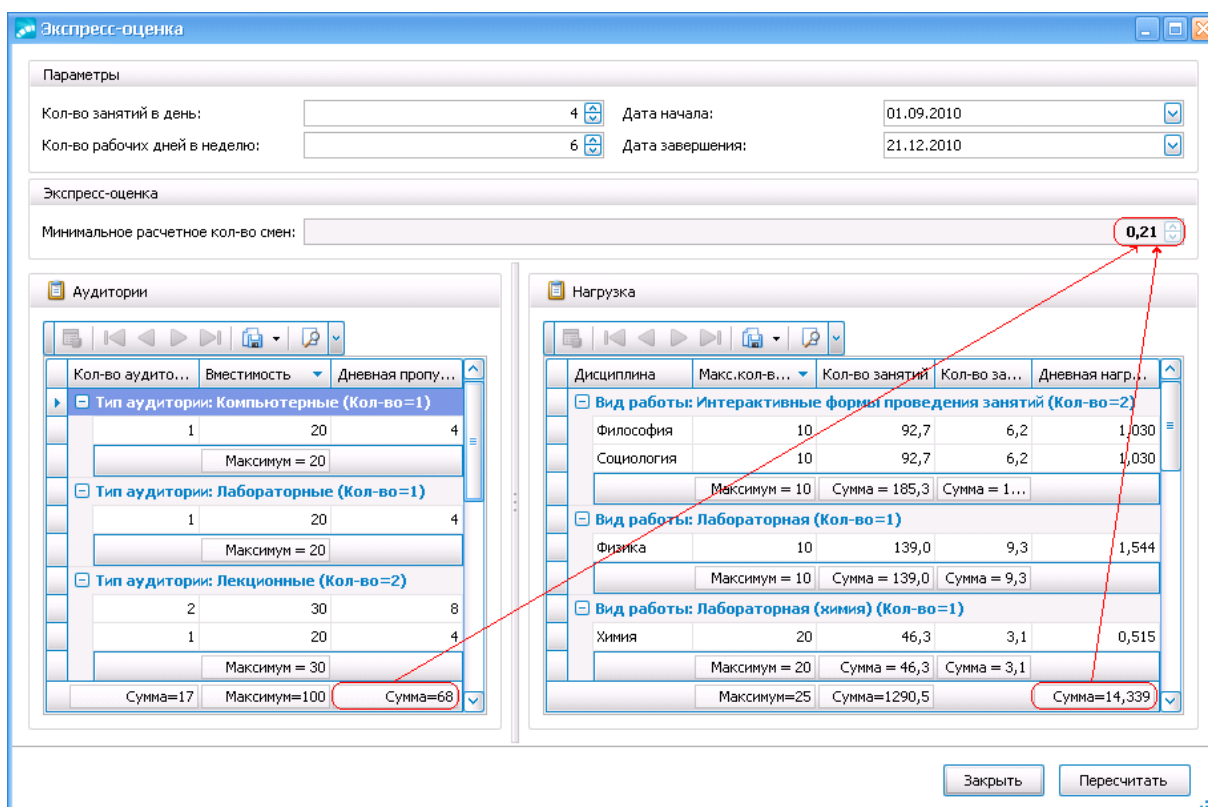 Экспресс-оценка
Параметры
Кол-во занятий в день: 4 Дата начала: 01.09.2010
Кол-во рабочих дней в неделю: 6 Дата завершения: 21.12.2010
Экспресс-оценка
Минимальное расчетное кол-во смен: 0,21
Аудитории
Кол-во аудито... Вместимость Дневная пропу...
Тип аудитории: Компьютерные (Кол-во=1)
1 20 4
Максимум = 20
Тип аудитории: Лабораторные (Кол-во=1)
1 20 4
Максимум = 20
Тип аудитории: Лекционные (Кол-во=2)
2 30 8
1 20 4
Максимум = 30
Сумма=17 Максимум=100 Сумма=68
Нагрузка
Дисциплина Макс.кол-в... Кол-во занятий Кол-во за... Дневная нагр...
Вид работы: Интерактивные формы проведения занятий (Кол-во=2)
Философия 10 92,7 6,2 1,030
Социология 10 92,7 6,2 1,030
Максимум = 10 Сумма = 185,3 Сумма = 1...
Вид работы: Лабораторная (Кол-во=1)
Физика 10 139,0 9,3 1,544
Максимум = 10 Сумма = 139,0 Сумма = 9,3
Вид работы: Лабораторная (химия) (Кол-во=1)
Химия 20 46,3 3,1 0,515
Максимум = 20 Сумма = 46,3 Сумма = 3,1
Максимум=25 Сумма=1290,5 Сумма=14,339
Закрыть Пересчитать